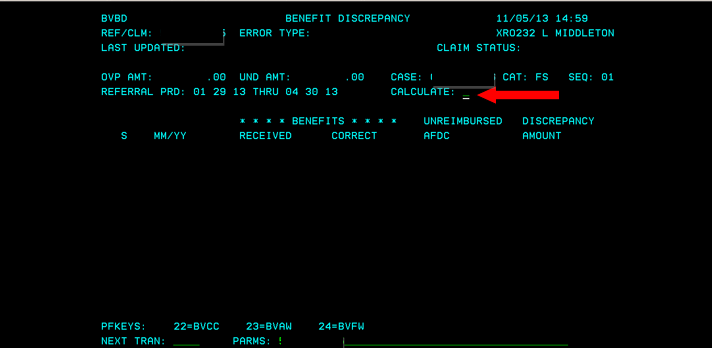 BVBD BENEFIT DISCREPANCY 11/05/13 14:59
REF/CLM: ERROR TYPE: XRO232 L MIDDLETON
LAST UPDATED: CLAIM STATUS:
OVP AMT: .00 UND AMT: .00 CASE: CAT: FS SEQ: 01
REFERRAL PRD: 01 29 13 THRU 04 30 13 CALCULATE: _
* * * * BENEFITS * * * * UNREIMBURSED DISCREPANCY
S MM/YY RECEIVED CORRECT AFDC AMOUNT
PFKEYS: 22=BVCC 23=BVAW 24=BVFW
NEXT TRAN: ____ PARMS: !